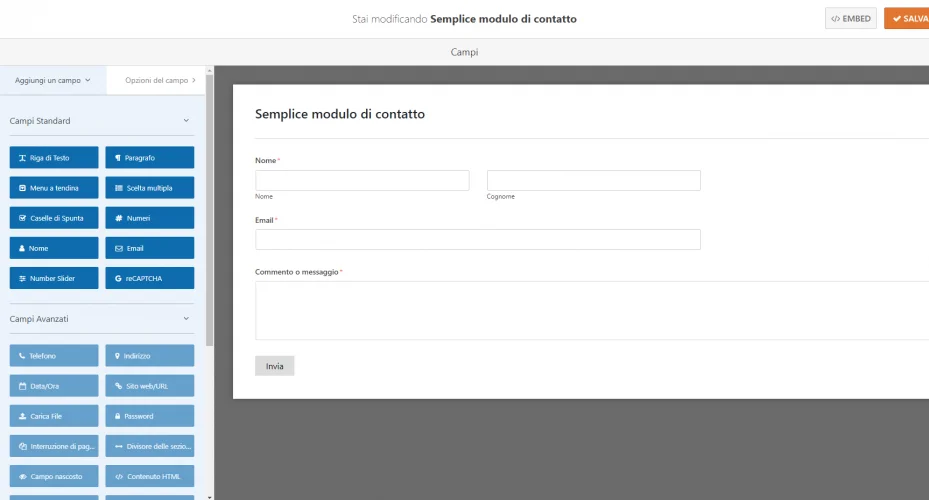 Stai modificando Semplice modulo di contatto
</> EMBED
SALVA
Campi
Aggiungi un campo
Opzioni del campo
Campi Standard
Riga di Testo
Paragrafo
Menu a tendina
Scelta multipla
Caselle di Spunta
Numeri
Nome
Email
Number Slider
reCAPTCHA
Campi Avanzati
Telefono
Indirizzo
Data/Ora
Sito web/URL
Carica File
Password
Interruzione di pag...
Divisore delle sezio...
Campo nascosto
Contenuto HTML
Semplice modulo di contatto
Nome *
Nome
Cognome
Email *
Commento o messaggio *
Invia